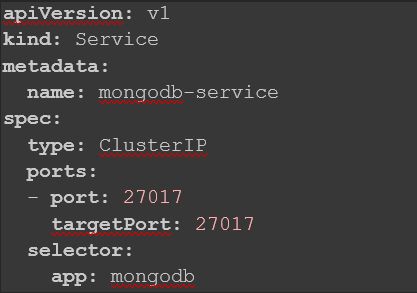 apiVersion: v1
kind: Service
metadata:
  name: mongodb-service
spec:
  type: ClusterIP
  ports:
  - port: 27017
    targetPort: 27017
  selector:
    app: mongodb